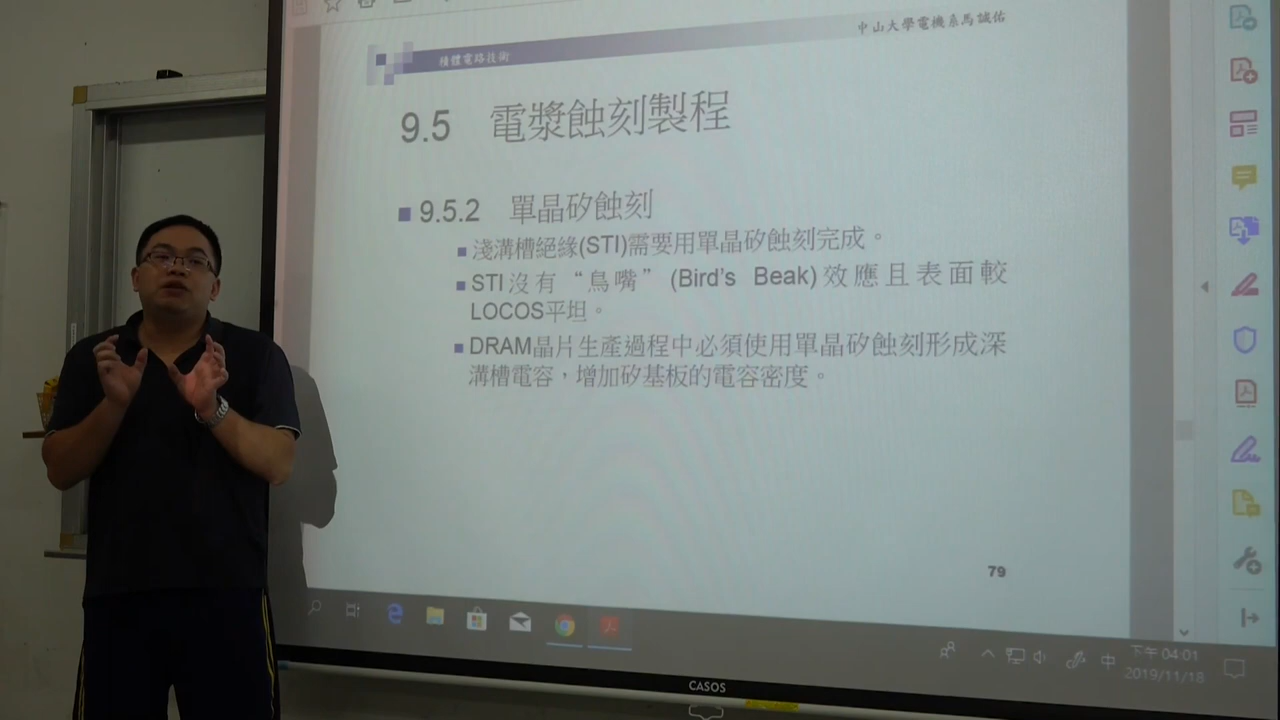 中山大學電機系馬誠佑
積體電路技術
9.5 電漿蝕刻製程
9.5.2 單晶矽蝕刻
淺溝槽絕緣(STI)需要用單晶矽蝕刻完成。
STI沒有“鳥嘴” (Bird's Beak)效應且表面較
LOCOS平坦。
DRAM晶片生產過程中必須使用單晶矽蝕刻形成深
溝槽電容，增加矽基板的電容密度。
79
中
下午 04:01
2019/11/18
CASOS